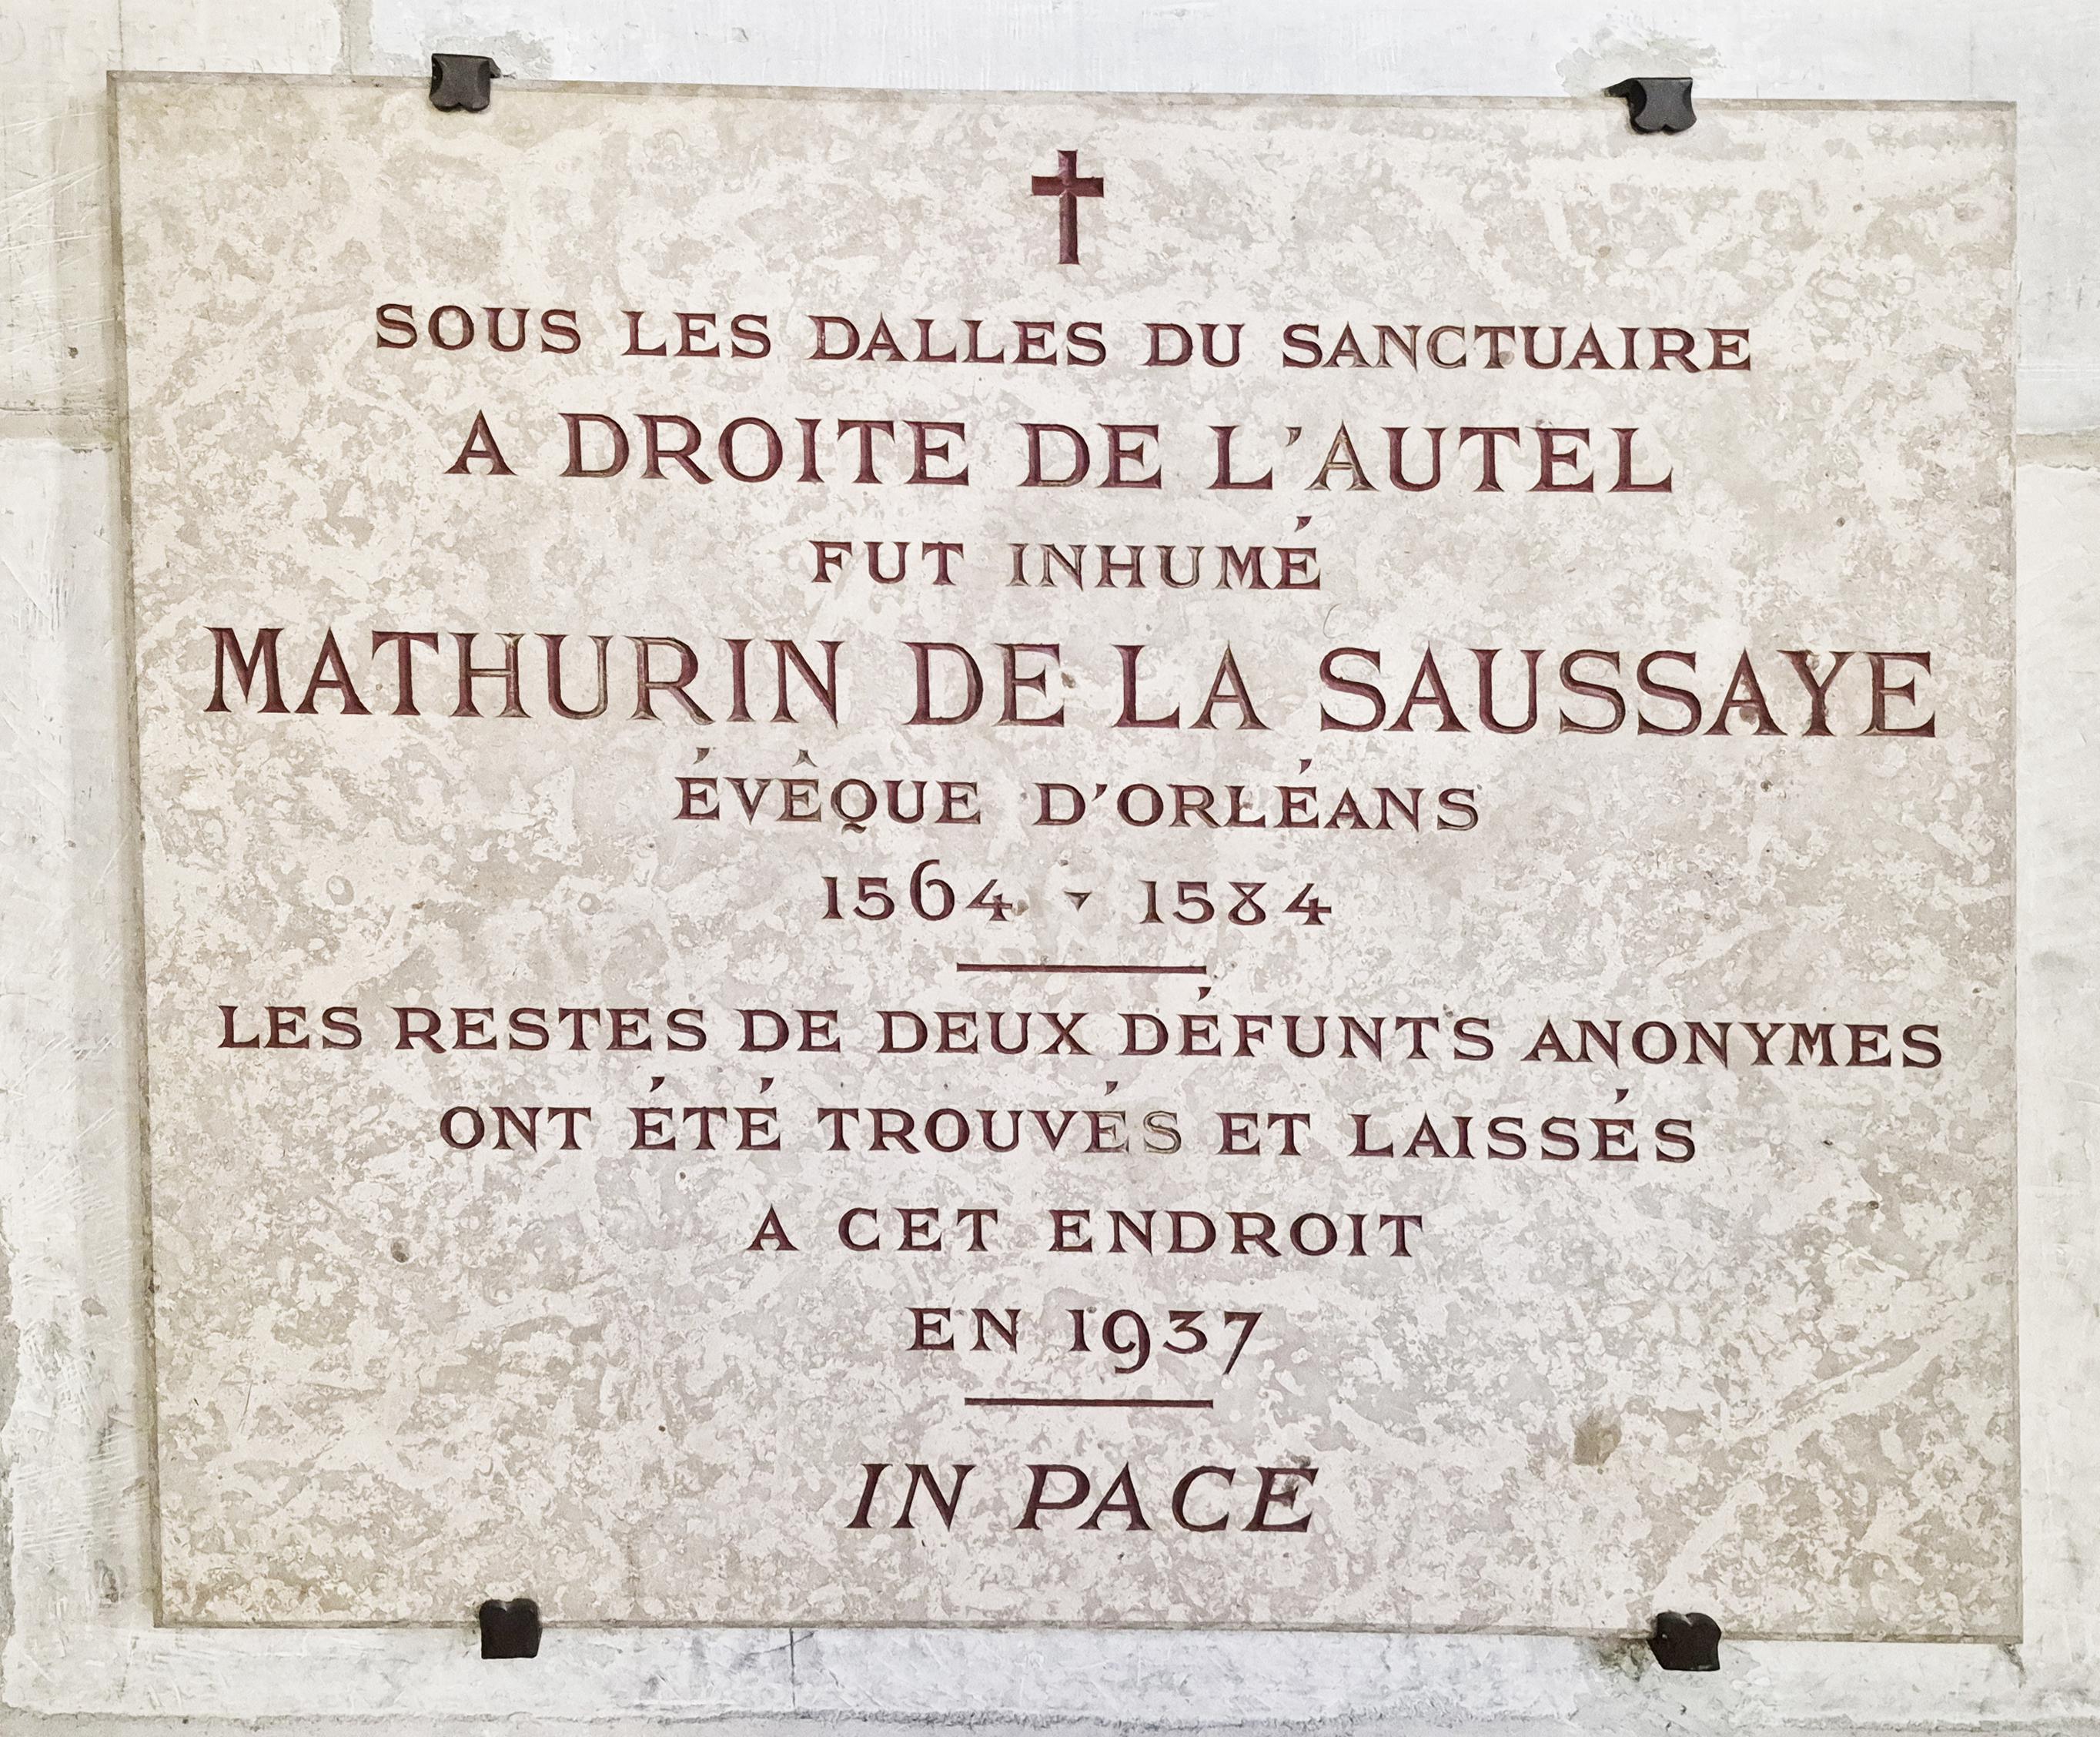 SOUS LES DALLES DU SANCTUAIRE
A DROITE DE L'AUTEL
FUT INHUMÉ
MATHURIN DE LA SAUSSAYE
ÉVÊQUE D'ORLÉANS
1564 - 1584
LES RESTES DE DEUX DÉFUNTS ANONYMES
ONT ÉTÉ TROUVÉS ET LAISSÉS
A CET ENDROIT
EN 1937
IN PACE